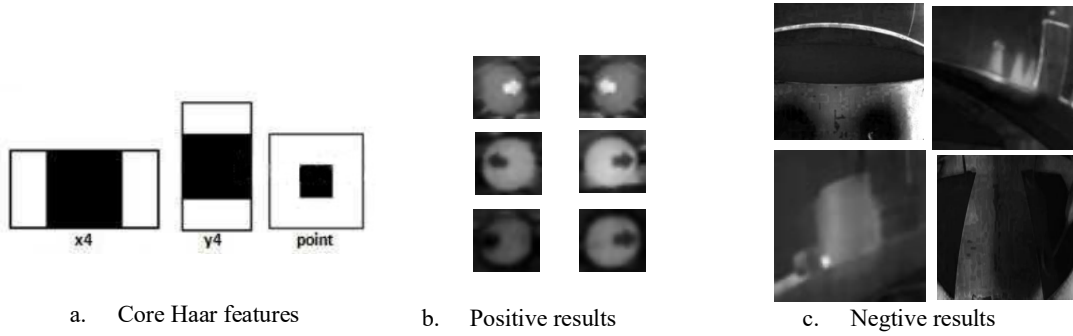 x4 y4 point
a. Core Haar features b. Positive results c. Negtive results